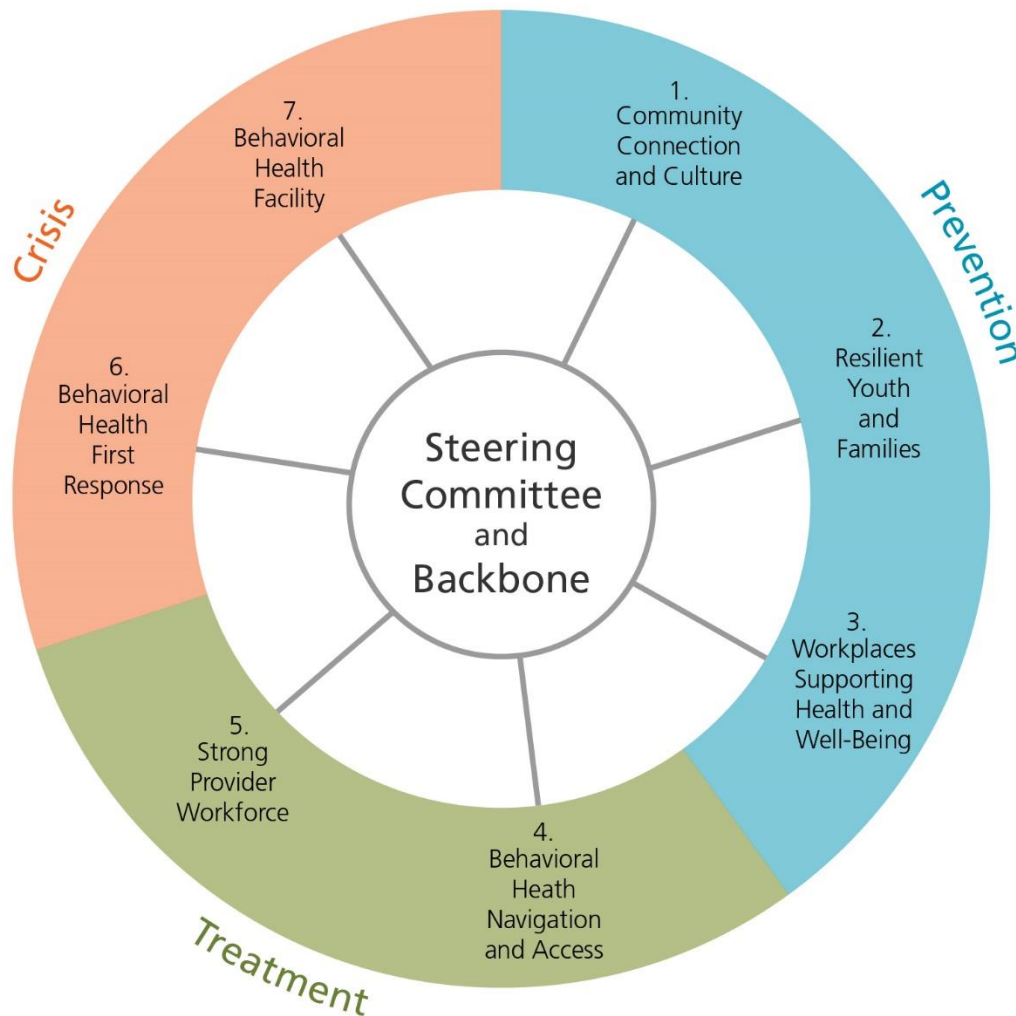 1.
Community
Connection
and Culture
Prevention
2.
Resilient
Youth
and
Families
3.
Workplaces
Supporting
Health and
Well-Being
4.
Behavioral
Heath
Navigation
and Access
Treatment
5.
Strong
Provider
Workforce
6.
Behavioral
Health
First
Response
Crisis
7.
Behavioral
Health
Facility
Steering
Committee
and
Backbone